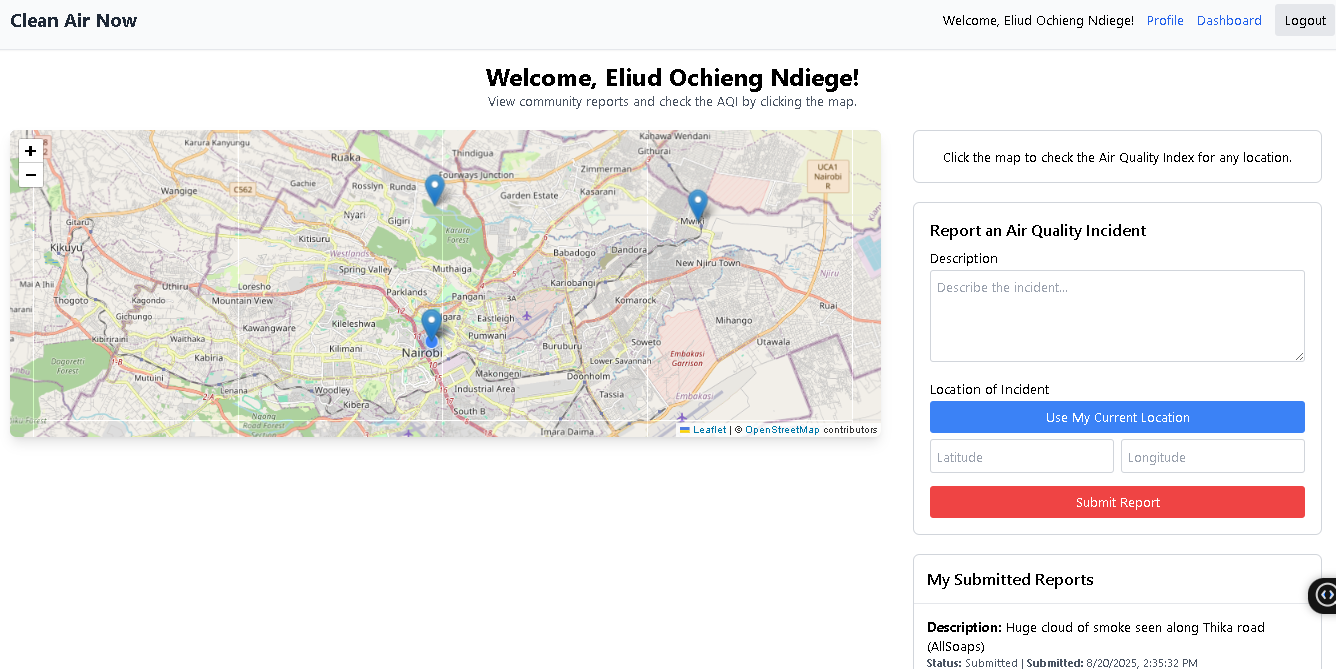 Clean Air Now
Welcome, Eliud Ochieng Ndiege! Profile Dashboard Logout
Welcome, Eliud Ochieng Ndiege!
View community reports and check the AQI by clicking the map.
+
−
Karura Kanyungu
Kahawa Wendani
Githurai
Ruaka
Thindigua
Fourways Junction
Zimmerman
UCA1
Nairobi
R
Wangige
C562
Gachie
Rosslyn
Runda
Garden Estate
Kasarani
Gitaru
Nyari
Gigiri
Mwiki
Kikuyu
Kitisuru
Karura
Forest
Westlands
Babadogo
Dandora
Spring Valley
Muthaiga
New Njiru Town
Njiru
Mai A Ihii
Uthiru
Loresho
Parklands
Kariobangi
Thogoto
Kagondo
Mountain View
Pangani
3A
Komarock
Ruai
Gichungo
Kawangware
Kileleshwa
Ngara
Eastleigh
Mihango
Kibiririani
Waithaka
Pumwani
Kabiria
Kilimani
Nairobi
Buruburu
Soweto
Utawala
Dagoretti
Forest
Lower Savannah
Embakasi
Garrison
Mutuini
Makongeni
Doonholm
Lenana
Woodley
Industrial Area
Tassia
Kibera
Embakasi
Ngong
Road Forest
South B
Imara Daima
Leaflet | © OpenStreetMap contributors
Click the map to check the Air Quality Index for any location.
Report an Air Quality Incident
Description
Describe the incident...
Location of Incident
Use My Current Location
Latitude Longitude
Submit Report
My Submitted Reports
Description: Huge cloud of smoke seen along Thika road
(AllSoaps)
Status: Submitted | Submitted: 8/20/2025, 2:35:32 PM